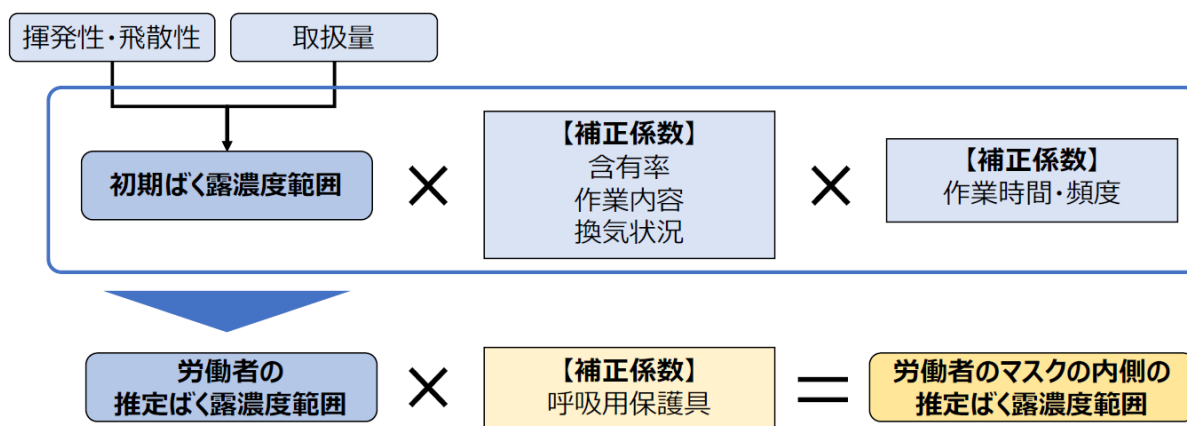 揮発性・飛散性
取扱量
初期ばく露濃度範囲
×
【補正係数】
含有率
作業内容
換気状況
×
【補正係数】
作業時間・頻度
労働者の
推定ばく露濃度範囲
×
【補正係数】
呼吸用保護具
=
労働者のマスクの内側の
推定ばく露濃度範囲